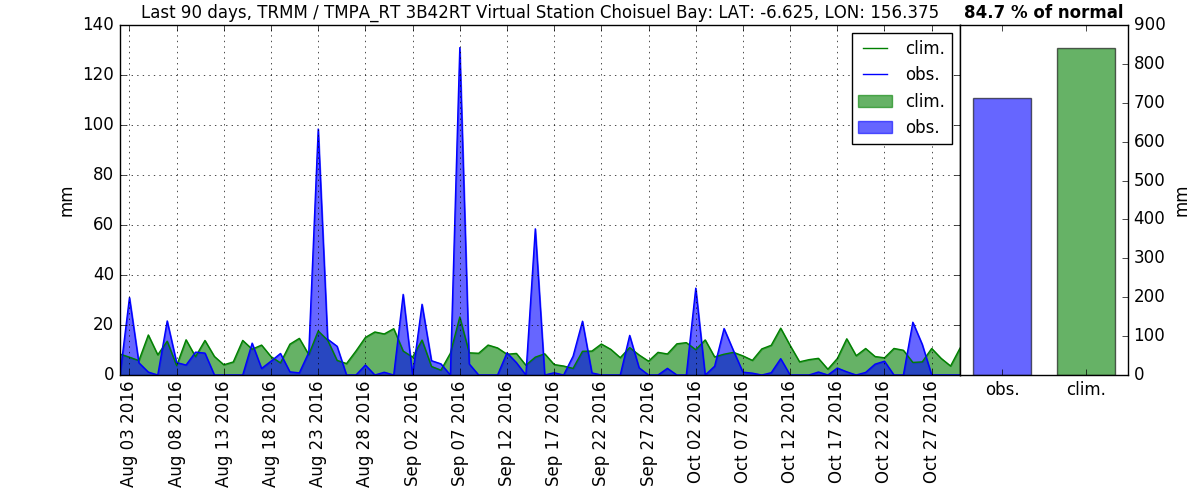 Last 90 days, TRMM / TMPA_RT 3B42RT Virtual Station Choisuel Bay: LAT: -6.625, LON: 156.375
84.7 % of normal
140
120
100
80
60
40
20
0
mm
clim.
obs.
clim.
obs.
900
800
700
600
500
400
300
200
100
0
mm
Aug 03 2016
Aug 08 2016
Aug 13 2016
Aug 18 2016
Aug 23 2016
Aug 28 2016
Sep 02 2016
Sep 07 2016
Sep 12 2016
Sep 17 2016
Sep 22 2016
Sep 27 2016
Oct 02 2016
Oct 07 2016
Oct 12 2016
Oct 17 2016
Oct 22 2016
Oct 27 2016
obs.
clim.